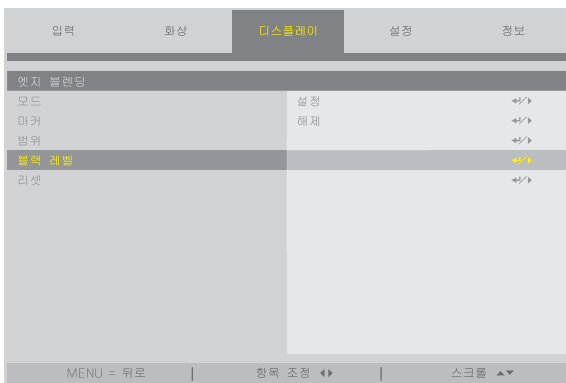 입력 화상 디스플레이 설정 정보
엣지 블렌딩
모드 설정
마커 해제
범위
블랙 레벨
리셋
MENU = 뒤로 | 항목 조정 | 스크롤